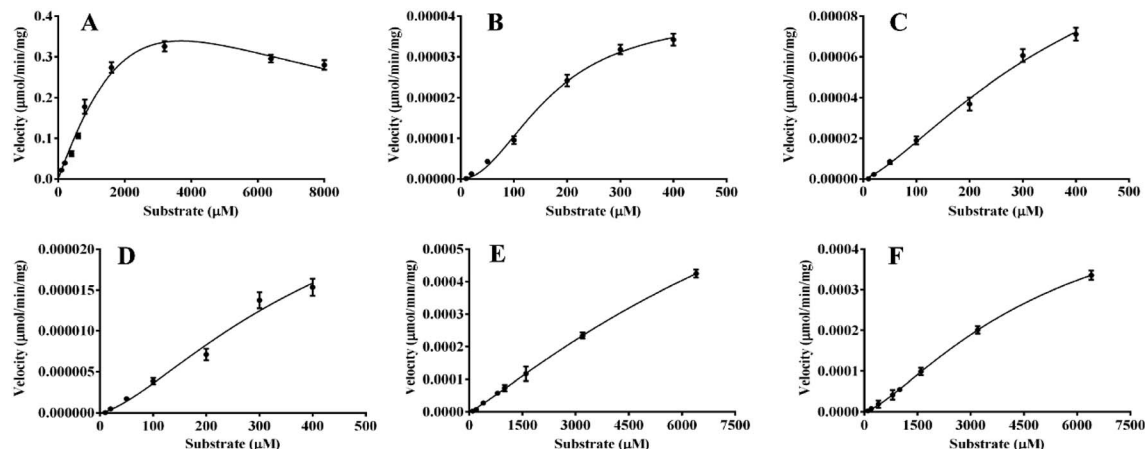 A
Velocity (μmol/min/mg)
0.4
0.3
0.2
0.1
0.0
0 2000 4000 6000 8000
Substrate (μM)
B
Velocity (μmol/min/mg)
0.00004
0.00003
0.00002
0.00001
0.00000
0 100 200 300 400 500
Substrate (μM)
C
Velocity (μmol/min/mg)
0.00008
0.00006
0.00004
0.00002
0.00000
0 100 200 300 400 500
Substrate (μM)
D
Velocity (μmol/min/mg)
0.000020
0.000015
0.000010
0.000005
0.000000
0 100 200 300 400 500
Substrate (μM)
E
Velocity (μmol/min/mg)
0.0005
0.0004
0.0003
0.0002
0.0001
0.0000
0 1500 3000 4500 6000 7500
Substrate (μM)
F
Velocity (μmol/min/mg)
0.0004
0.0003
0.0002
0.0001
0.0000
0 1500 3000 4500 6000 7500
Substrate (μM)